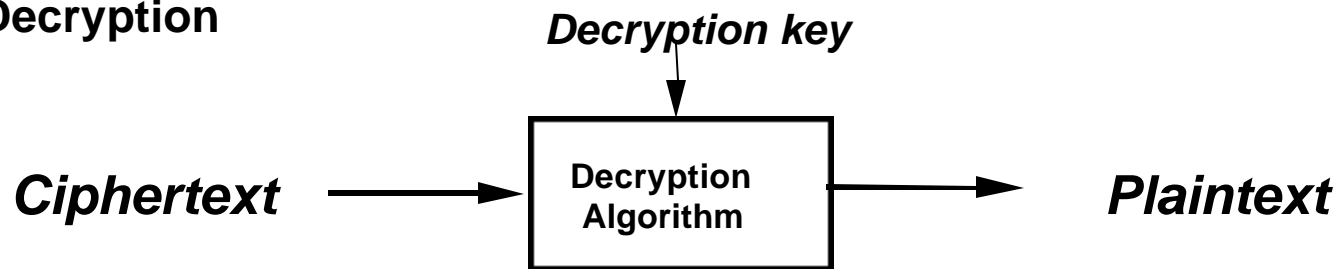 Decryption
Decryption key
Ciphertext
Decryption
Algorithm
Plaintext